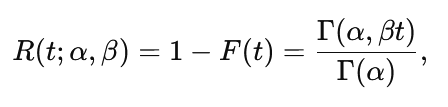 R(t; α, β) = 1 − F(t) = Γ(α, βt) / Γ(α),